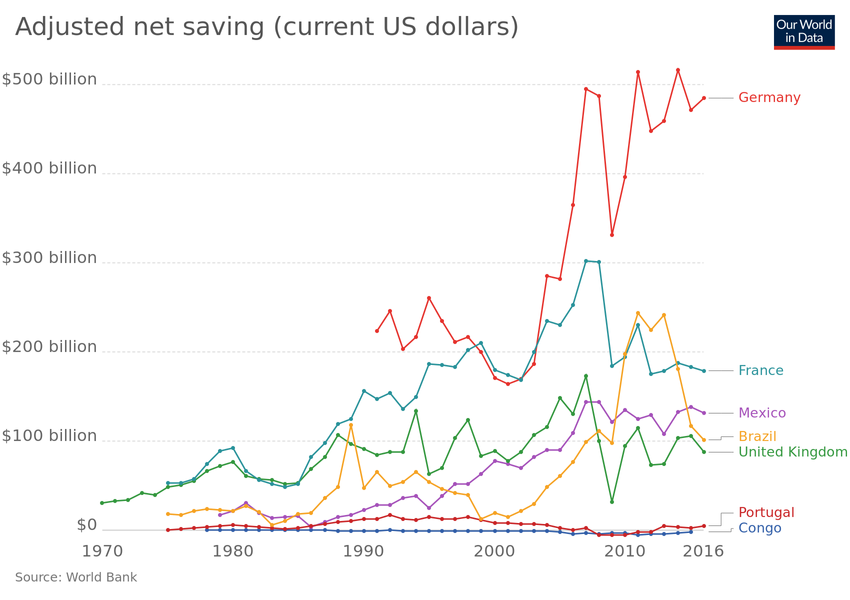 Adjusted net saving (current US dollars)
Our World
in Data
$500 billion
$400 billion
$300 billion
$200 billion
$100 billion
$0
Germany
France
Mexico
Brazil
United Kingdom
Portugal
Congo
1970
1980
1990
2000
2010
2016
Source: World Bank